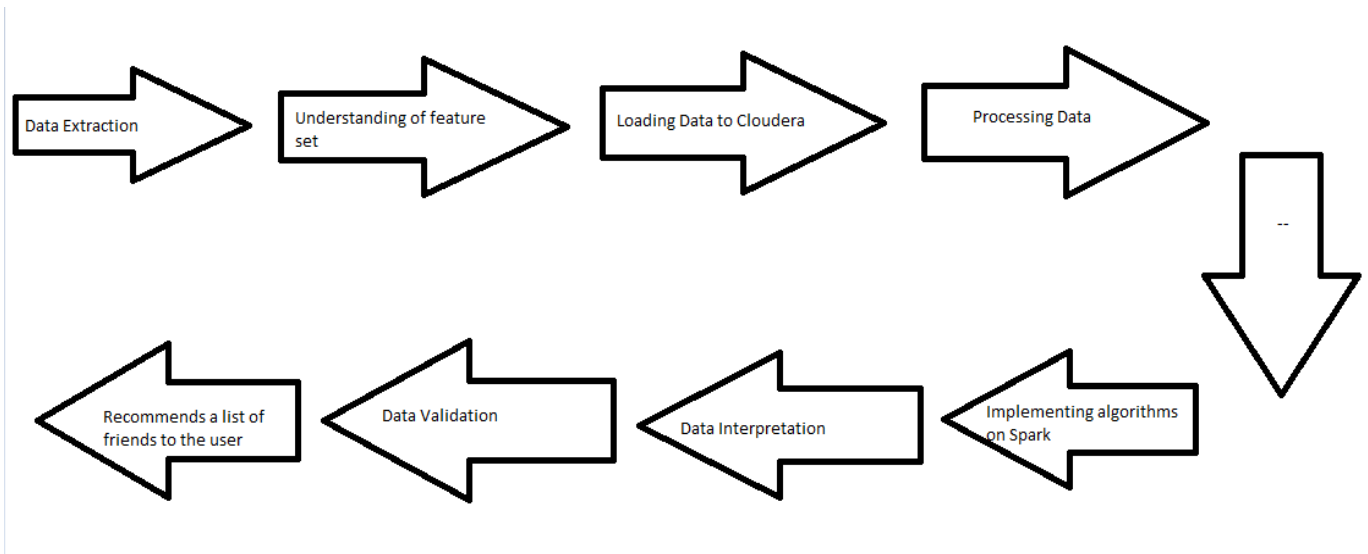 Data Extraction
Understanding of feature
set
Loading Data to Cloudera
Processing Data
--
Implementing algorithms
on Spark
Data Interpretation
Data Validation
Recommends a list of
friends to the user